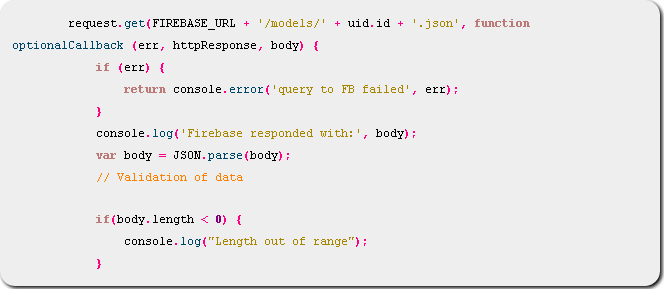 request.get(FIREBASE_URL + '/models/' + uid.id + '.json', function
optionalCallback (err, httpResponse, body) {
if (err) {
return console.error('query to FB failed', err);
}
console.log('Firebase responded with:', body);
var body = JSON.parse(body);
// Validation of data
if(body.length < 0) {
console.log("Length out of range");
}